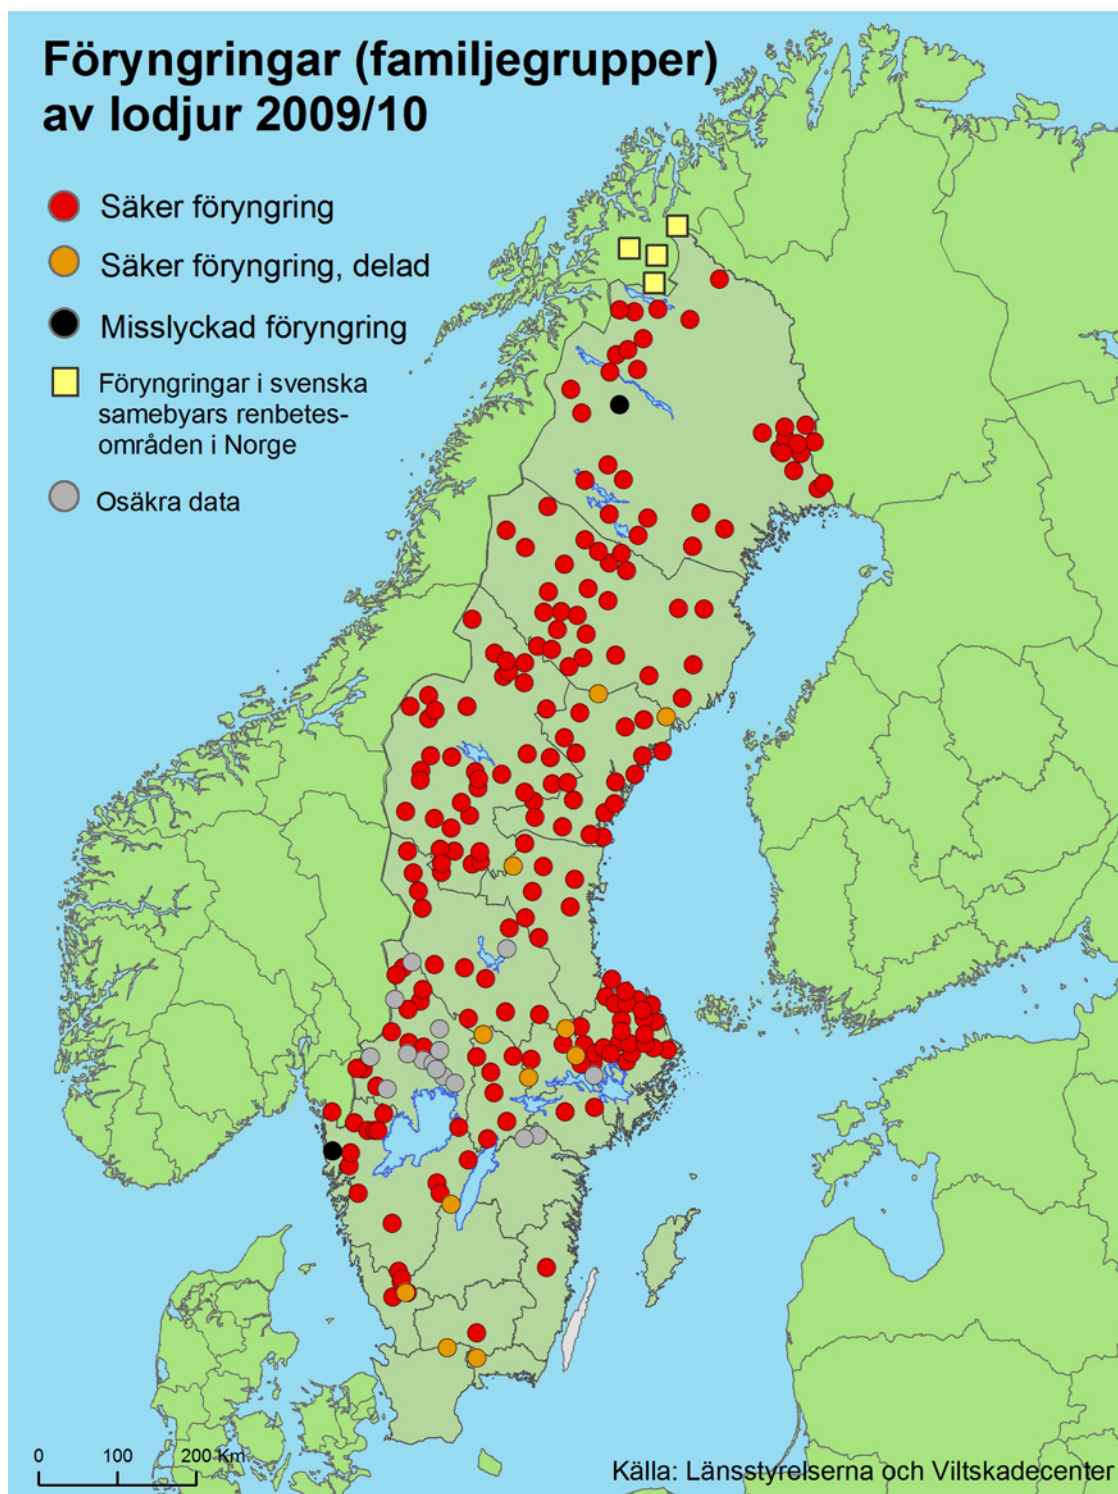 Föryngringar (familjegrupper)
av lodjur 2009/10
Säker föryngring
Säker föryngring, delad
Misslyckad föryngring
Föryngringar i svenska
samebyars renbetes-
områden i Norge
Osäkra data
0 100 200 Km
Källa: Länsstyrelserna och Viltskadecenter